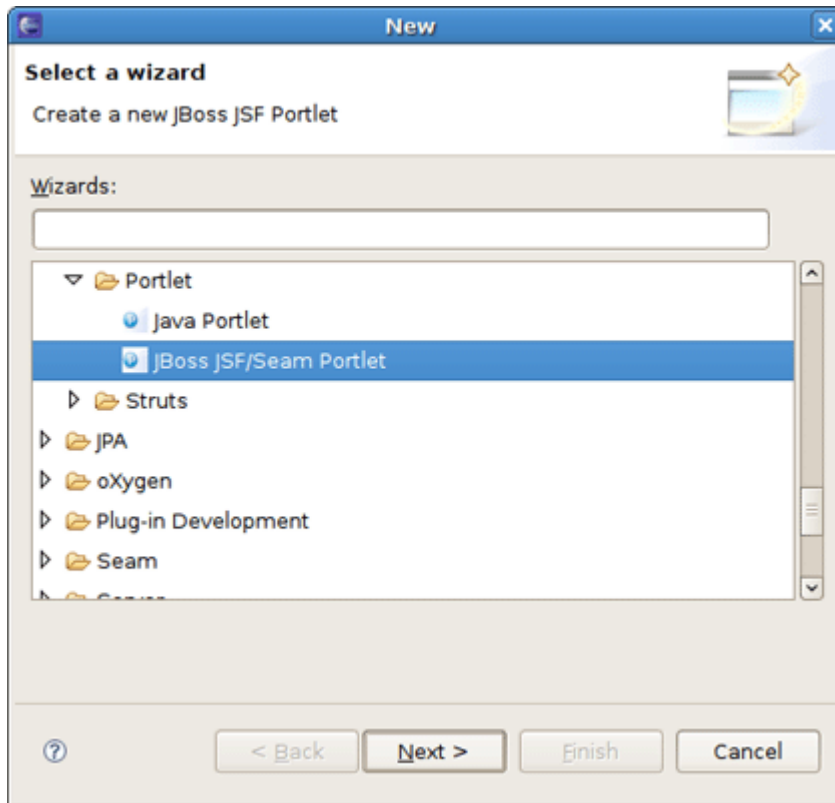 New
Select a wizard
Create a new JBoss JSF Portlet
Wizards:
Portlet
Java Portlet
JBoss JSF/Seam Portlet
Struts
JPA
oXygen
Plug-in Development
Seam
< Back Next > Finish Cancel